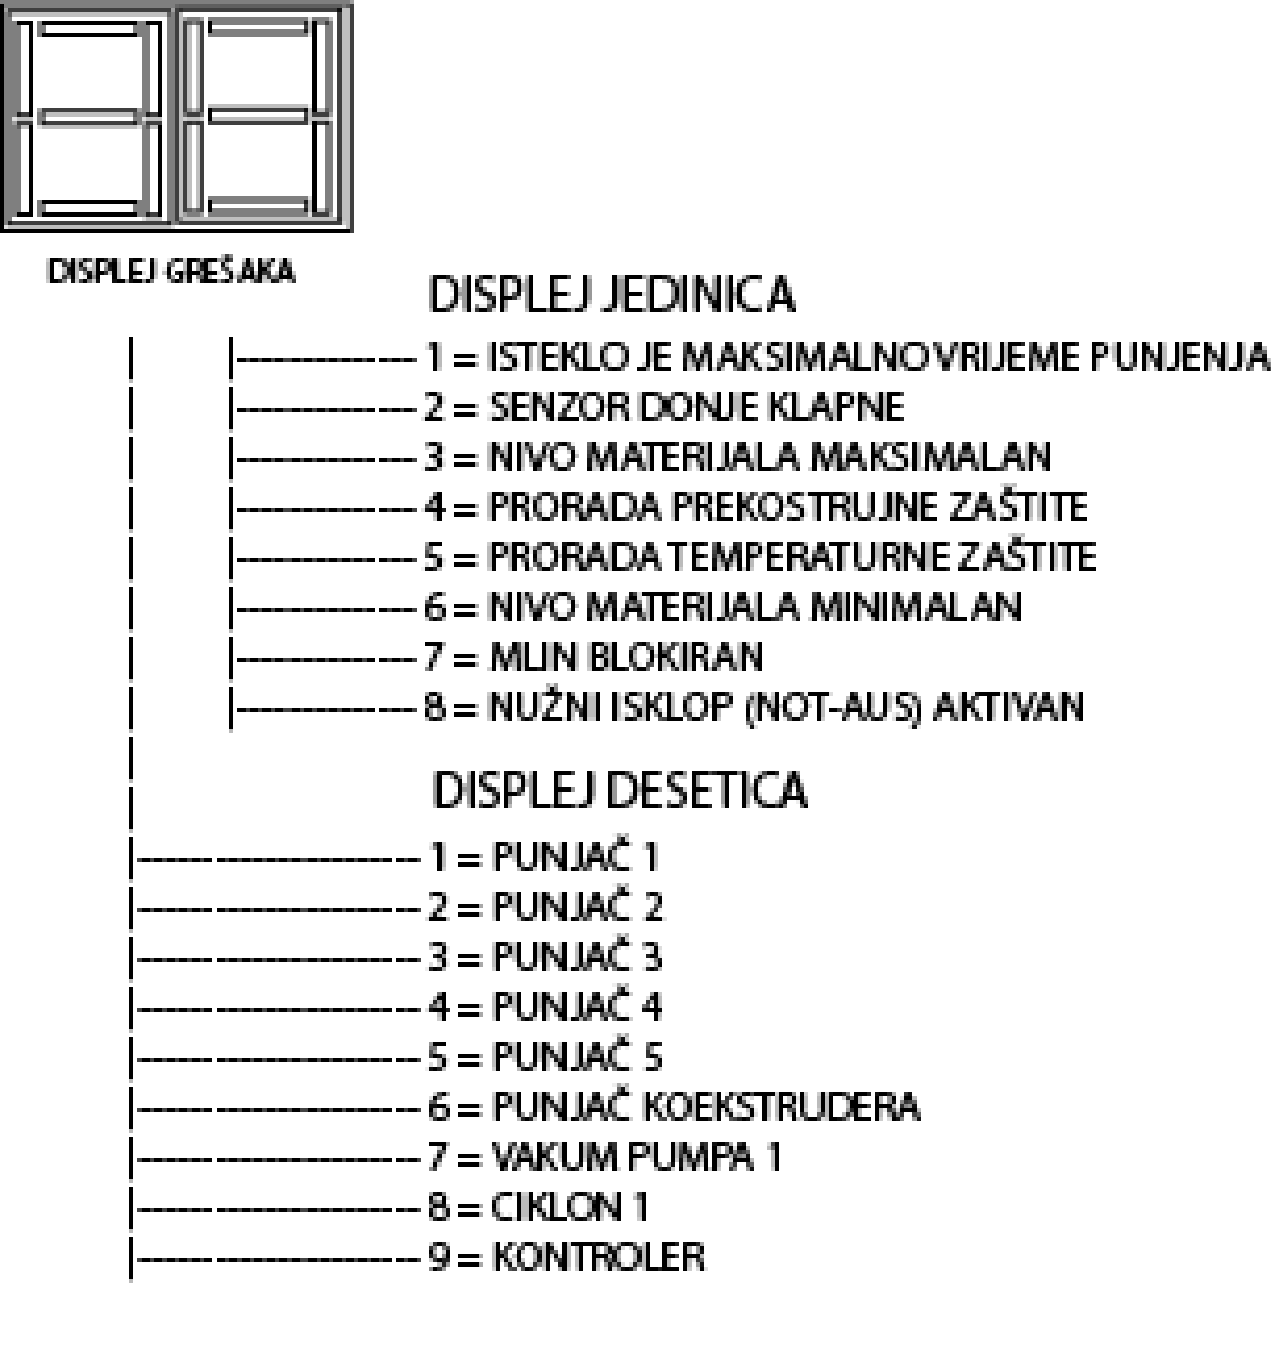 DISPLEJ GREŠAKA
DISPLEJ JEDINICA
1 = ISTEKLO JE MAKSIMALNO VRIJEME PUNJENJA
2 = SENZOR DONJE KLAPNE
3 = NIVO MATERIJALA MAKSIMALAN
4 = PRORADA PREKOSTRUJNE ZAŠTITE
5 = PRORADA TEMPERATURNE ZAŠTITE
6 = NIVO MATERIJALA MINIMALAN
7 = MLIN BLOKIRAN
8 = NUŽNI ISKLOP (NOT-AUS) AKTIVAN
DISPLEJ DESETICA
1 = PUNJAČ 1
2 = PUNJAČ 2
3 = PUNJAČ 3
4 = PUNJAČ 4
5 = PUNJAČ 5
6 = PUNJAČ KOEKSTRUDERA
7 = VAKUM PUMPA 1
8 = CIKLON 1
9 = KONTROLER